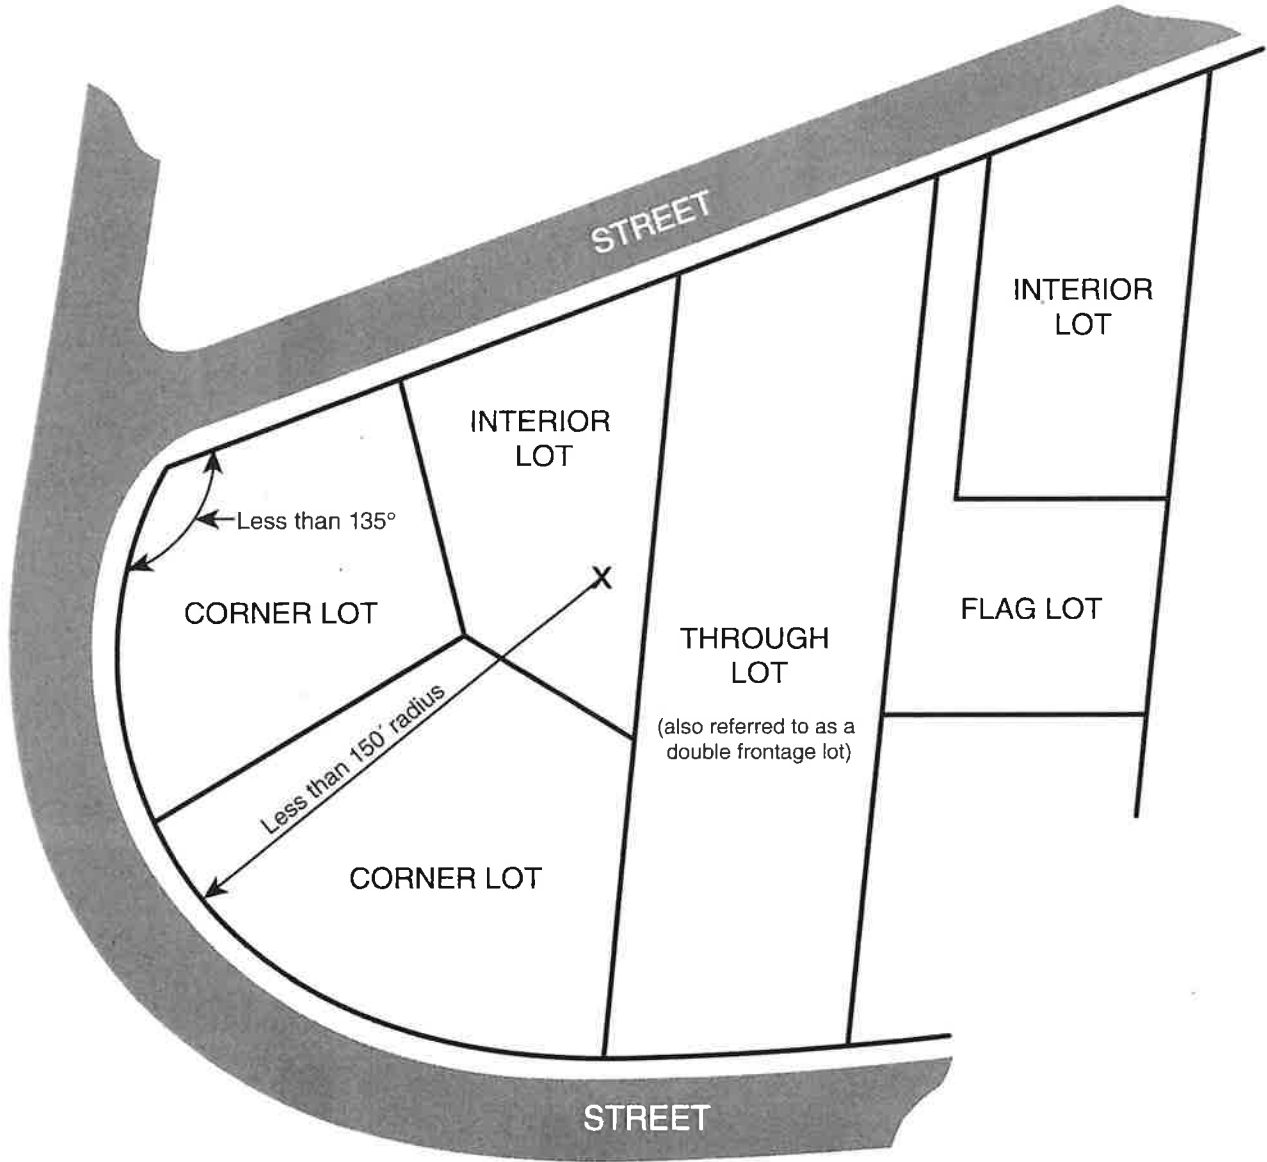 STREET
INTERIOR
LOT
INTERIOR
LOT
Less than 135°
CORNER LOT
X
THROUGH
LOT
(also referred to as a
double frontage lot)
FLAG LOT
Less than 150′ radius
CORNER LOT
STREET